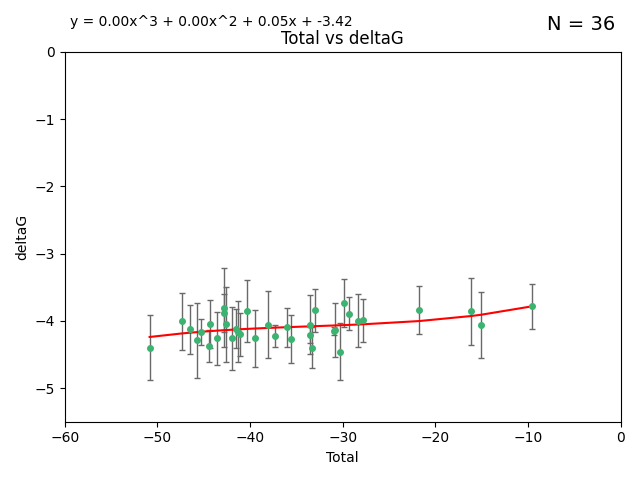 y = 0.00x^3 + 0.00x^2 + 0.05x + -3.42
N = 36
Total vs deltaG
0
−1
−2
−3
−4
−5
deltaG
−60 −50 −40 −30 −20 −10 0
Total